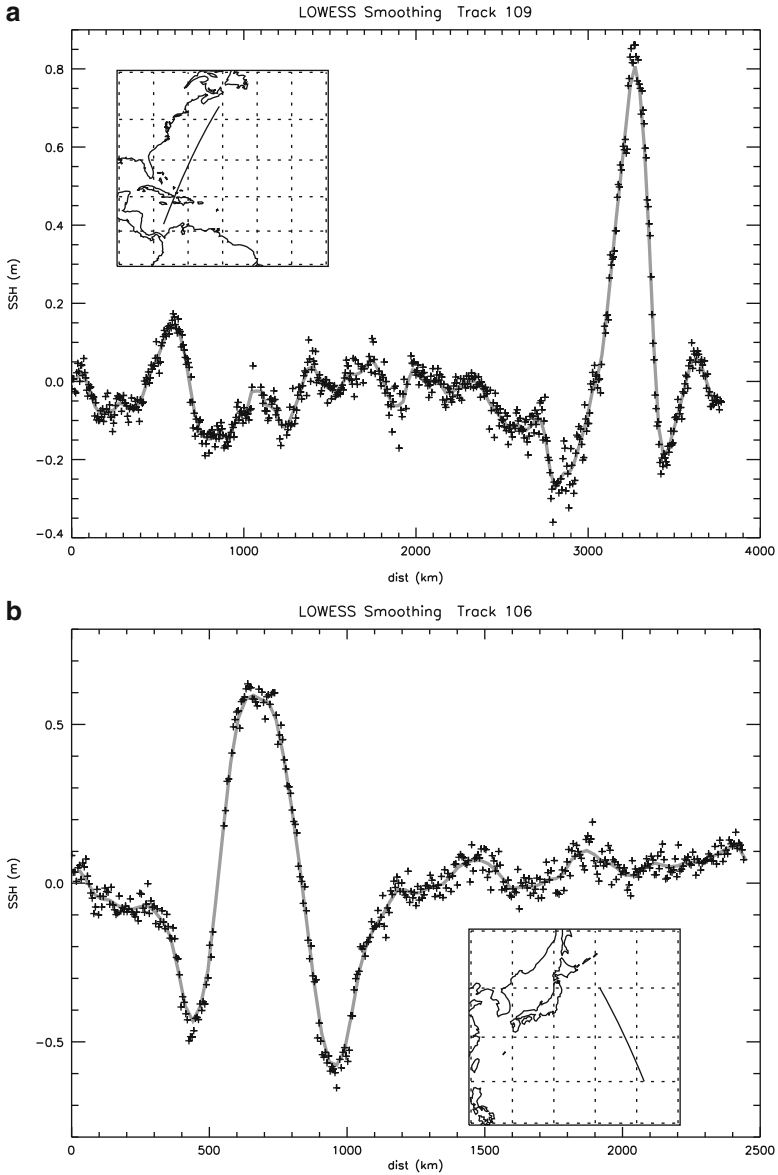 a
LOWESS Smoothing Track 109
0.8
0.6
0.4
0.2
0.0
−0.2
−0.4
SSH (m)
0 1000 2000 3000 4000
dist (km)
b
LOWESS Smoothing Track 106
0.5
0.0
−0.5
SSH (m)
0 500 1000 1500 2000 2500
dist (km)